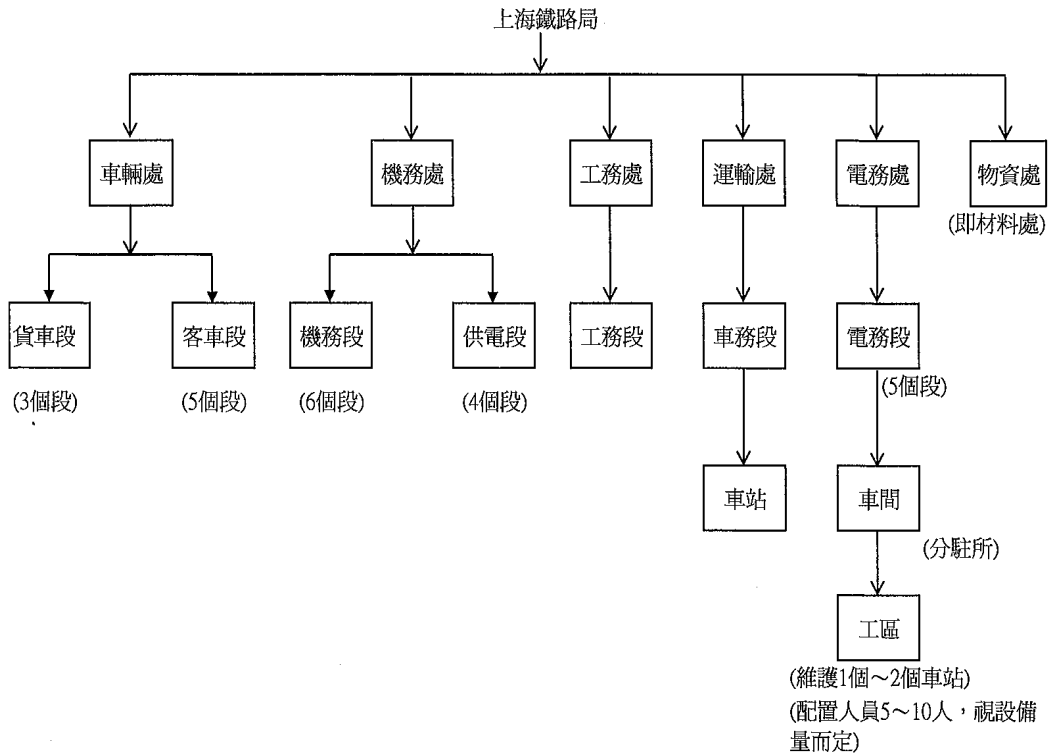 上海鐵路局
車輛處
機務處
工務處
運輸處
電務處
物資處
(即材料處)
貨車段
客車段
機務段
供電段
工務段
車務段
電務段
(3個段)
(5個段)
(6個段)
(4個段)
(5個段)
車站
車間
(分駐所)
工區
(維護1個～2個車站)
(配置人員5～10人，視設備
量而定)